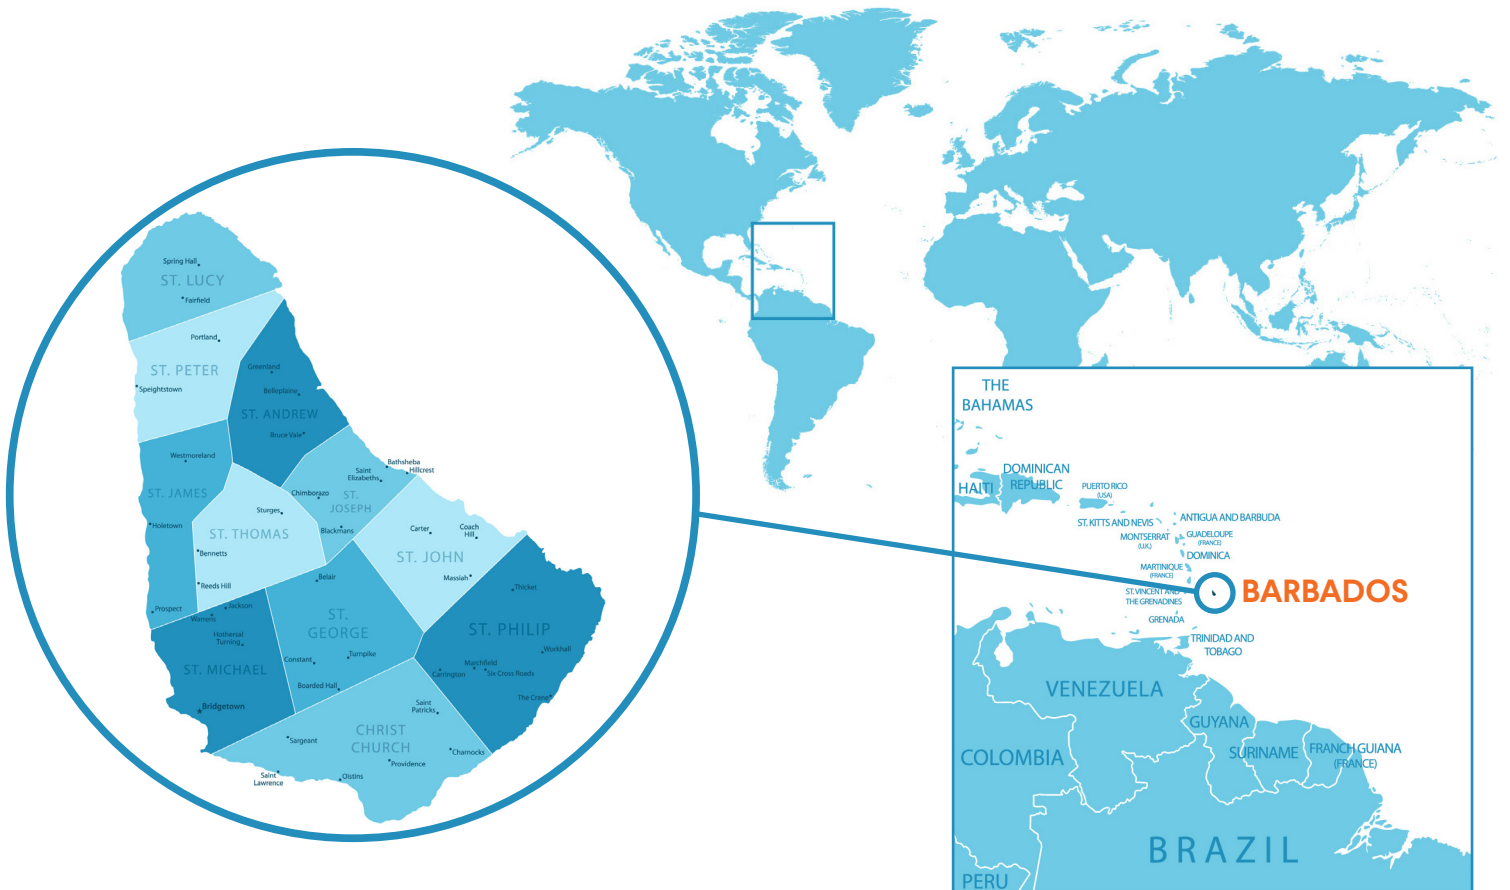 Spring Hall
ST. LUCY
Fairfield
Portland
ST. PETER
Speightstown
Greenland
Belleplaine
ST. ANDREW
Bruce Vale
Westmoreland
ST. JAMES
Holetown
Prospect
Bathsheba
Hillcrest
Saint
Elizabeths
Chimborazo
ST.
JOSEPH
Blackmans
Sturges
ST. THOMAS
Bennetts
Reeds Hill
Carter
Coach
Hill
ST. JOHN
Massiah
Belair
ST.
GEORGE
Constant
Turnpike
Boarded Hall
Jackson
Warrens
Hothersal
Turning
ST. MICHAEL
Bridgetown
Thicket
ST. PHILIP
Workhall
Marchfield
Six Cross Roads
Carrington
The Crane
Saint
Patricks
CHRIST
CHURCH
Sargeant
Charnocks
Providence
Saint
Lawrence
Oistins
THE
BAHAMAS
DOMINICAN
REPUBLIC
HAITI
PUERTO RICO
(USA)
ST. KITTS AND NEVIS
ANTIGUA AND BARBUDA
MONTSERRAT
(U.K.)
GUADELOUPE
(FRANCE)
DOMINICA
MARTINIQUE
(FRANCE)
ST. VINCENT AND
THE GRENADINES
BARBADOS
GRENADA
TRINIDAD AND
TOBAGO
VENEZUELA
GUYANA
COLOMBIA
SURINAME
FRANCH GUIANA
(FRANCE)
BRAZIL
PERU